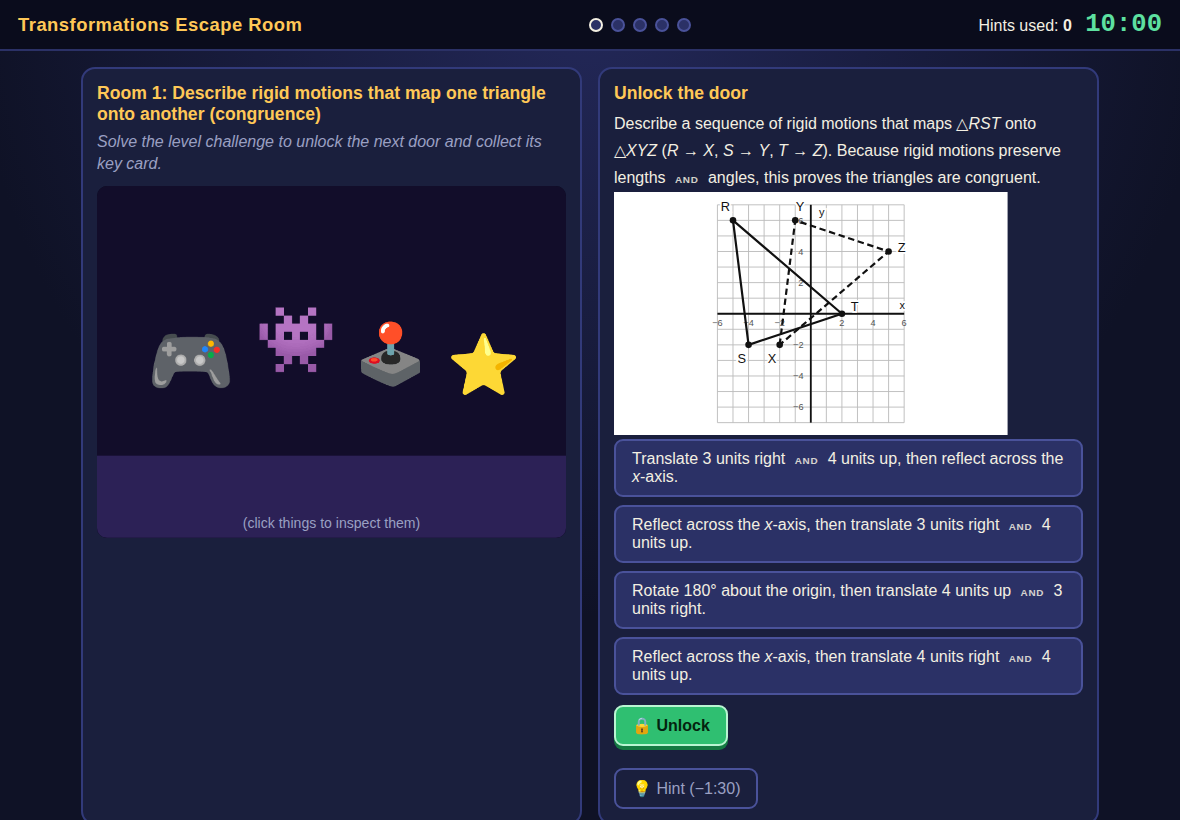 Transformations Escape Room
Hints used: 0 10:00
Room 1: Describe rigid motions that map one triangle
onto another (congruence)
Solve the level challenge to unlock the next door and collect its
key card.
(click things to inspect them)
Unlock the door
Describe a sequence of rigid motions that maps △RST onto
△XYZ (R → X, S → Y, T → Z). Because rigid motions preserve
lengths AND angles, this proves the triangles are congruent.
R Y y
6
4 Z
2
T x
−6 −4 −2 2 4 6
−2
S X
−4
−6
Translate 3 units right AND 4 units up, then reflect across the
x-axis.
Reflect across the x-axis, then translate 3 units right AND 4
units up.
Rotate 180° about the origin, then translate 4 units up AND 3
units right.
Reflect across the x-axis, then translate 4 units right AND 4
units up.
🔒 Unlock
💡 Hint (−1:30)